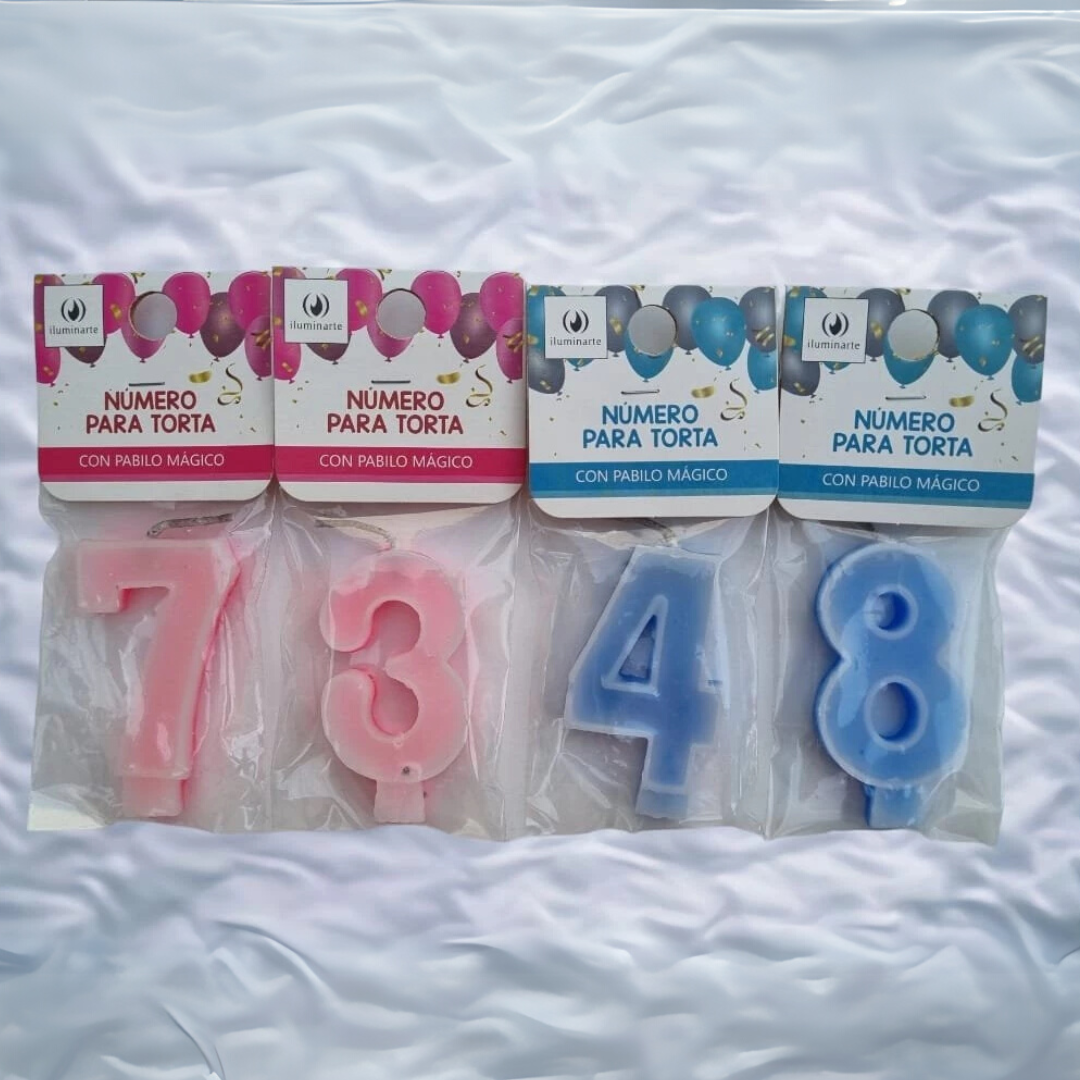 iluminarte
NÚMERO
PARA TORTA
CON PABILO MÁGICO
7
iluminarte
NÚMERO
PARA TORTA
CON PABILO MÁGICO
3
iluminarte
NÚMERO
PARA TORTA
CON PABILO MÁGICO
4
iluminarte
NÚMERO
PARA TORTA
CON PABILO MÁGICO
8